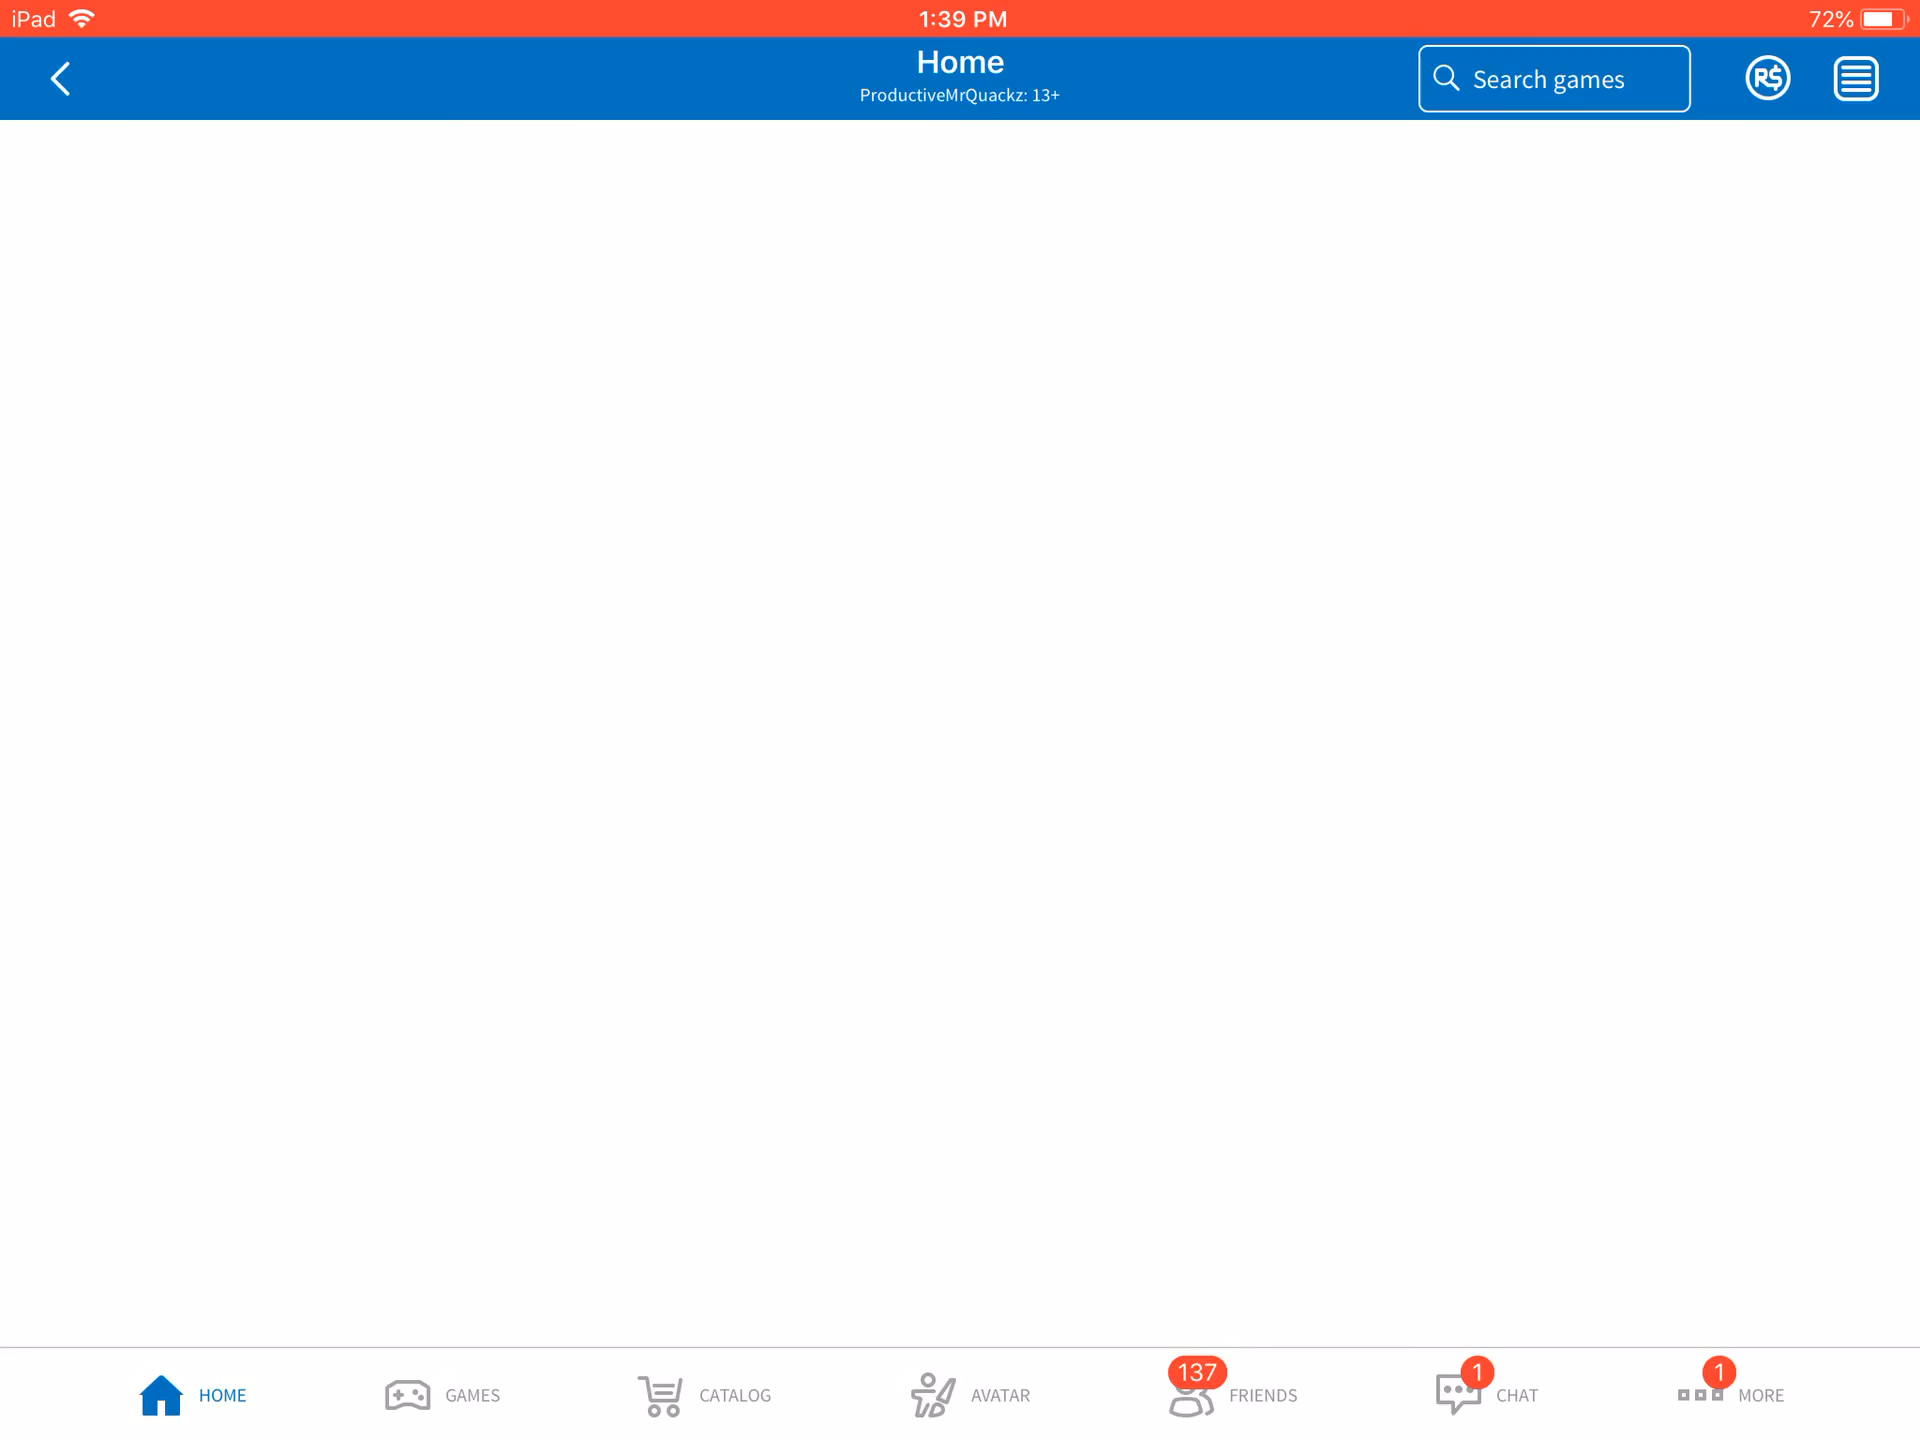 iPad 1:39 PM 72%
Home
ProductiveMrQuackz: 13+
Search games
R$
HOME GAMES CATALOG AVATAR 137 FRIENDS 1 CHAT 1 MORE